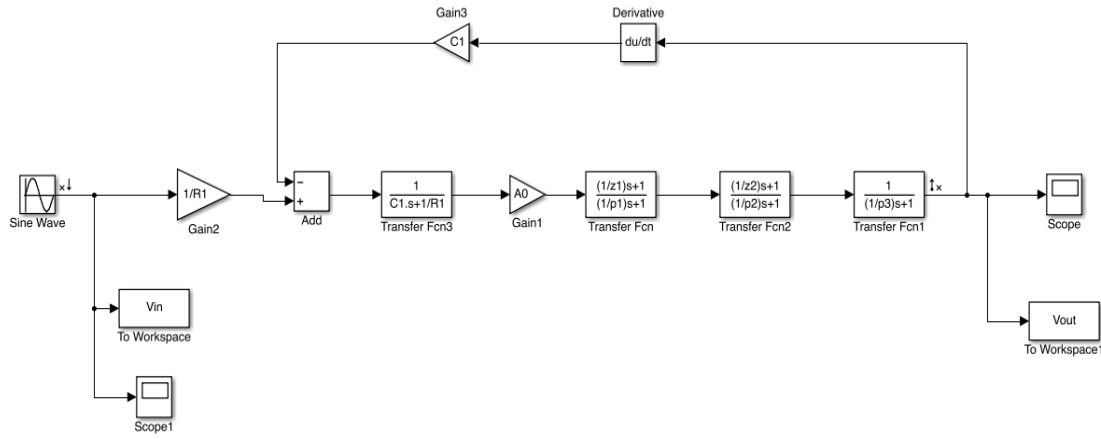 Gain3
Derivative
C1
du/dt
Sine Wave
1/R1
Gain2
−
+
Add
1
C1.s+1/R1
Transfer Fcn3
A0
Gain1
(1/z1)s+1
(1/p1)s+1
Transfer Fcn
(1/z2)s+1
(1/p2)s+1
Transfer Fcn2
1
(1/p3)s+1
Transfer Fcn1
Scope
Vin
To Workspace
Vout
To Workspace1
Scope1